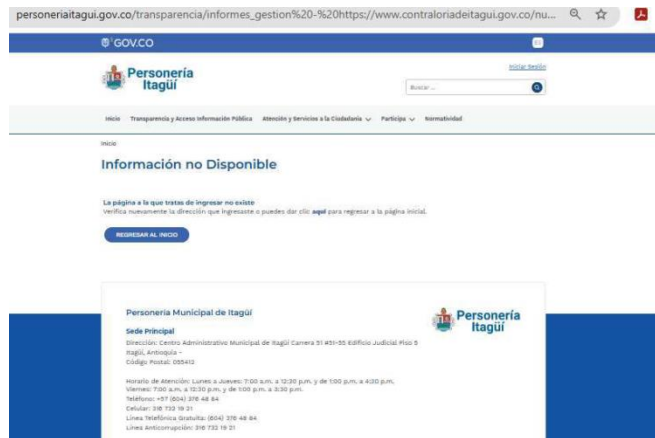 personeriaitagui.gov.co/transparencia/informes_gestion%20-%20https://www.contraloriadeitagui.gov.co/nu...
GOV.CO
Iniciar Sesión
Personería
Itagüí
Buscar ...
Inicio Transparencia y Acceso Información Pública Atención y Servicios a la Ciudadanía Participa Normatividad
Inicio
Información no Disponible
La página a la que tratas de ingresar no existe
Verifica nuevamente la dirección que ingresaste o puedes dar clic aquí para regresar a la página inicial.
REGRESAR AL INICIO
Personería Municipal de Itagüí
Personería
Itagüí
Sede Principal
Dirección: Centro Administrativo Municipal de Itagüí Carrera 51 #51-55 Edificio Judicial Piso 5
Itagüí, Antioquia -
Código Postal: 055412
Horario de Atención: Lunes a Jueves: 7:00 a.m. a 12:30 p.m. y de 1:00 p.m. a 4:30 p.m.
Viernes: 7:00 a.m. a 12:30 p.m. y de 1:00 p.m. a 3:30 p.m.
Teléfono: +57 (604) 376 48 84
Celular: 316 733 19 21
Línea Telefónica Gratuita: (604) 376 48 84
Línea Anticorrupción: 316 733 19 21